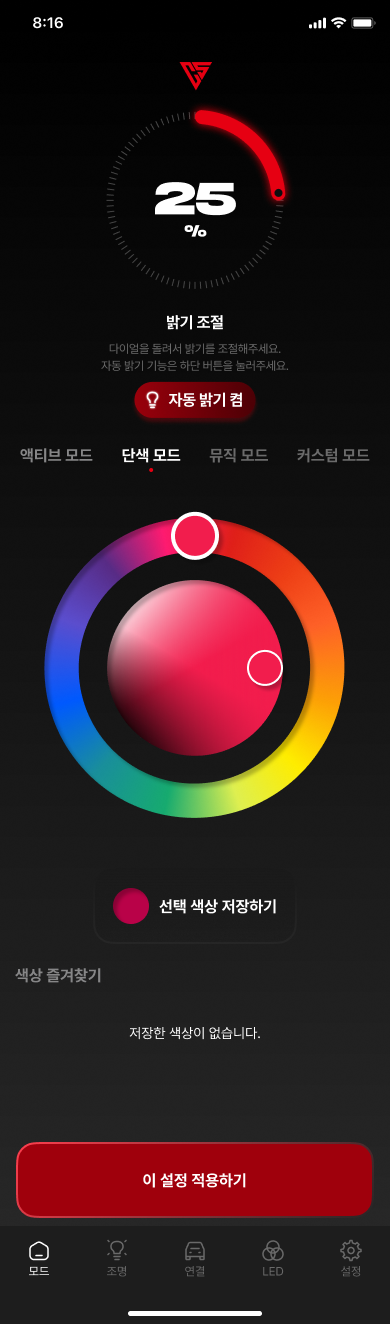 8:16
25
%
밝기 조절
다이얼을 돌려서 밝기를 조절해주세요.
자동 밝기 기능은 하단 버튼을 눌러주세요.
자동 밝기 켬
액티브 모드 단색 모드 뮤직 모드 커스텀 모드
선택 색상 저장하기
색상 즐겨찾기
저장한 색상이 없습니다.
이 설정 적용하기
모드 조명 연결 LED 설정